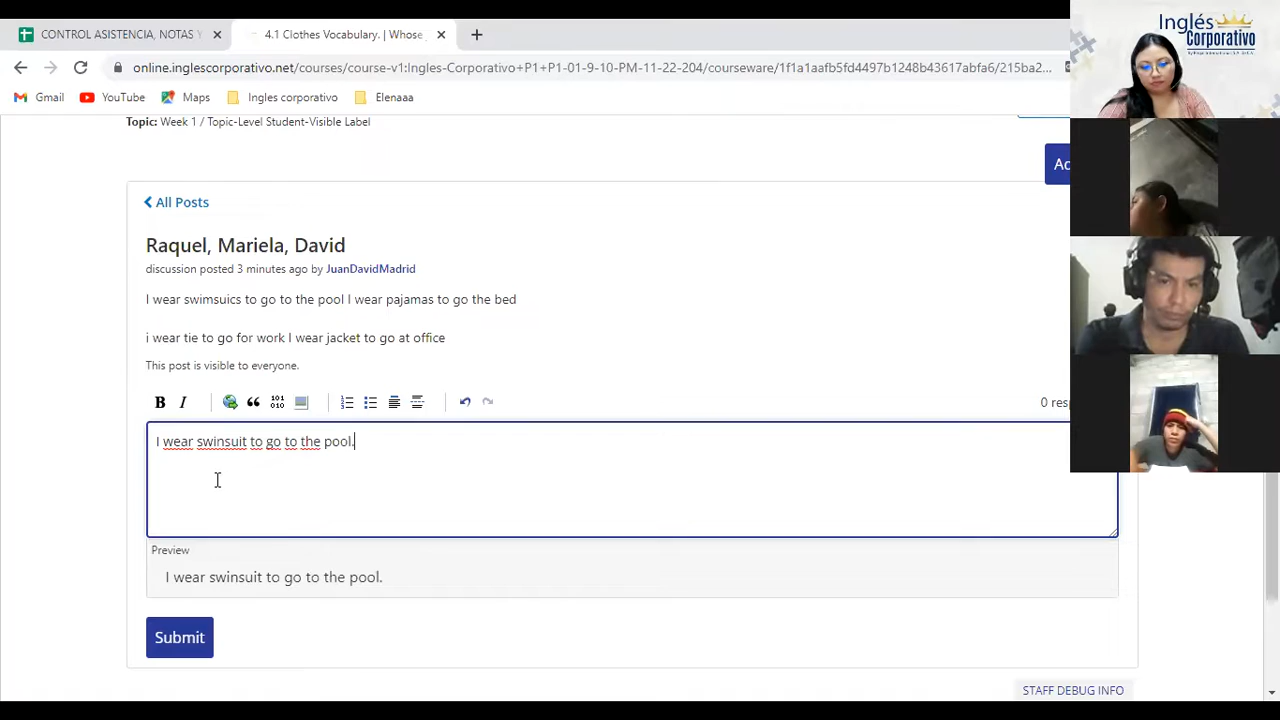 CONTROL ASISTENCIA, NOTAS Y
4.1 Clothes Vocabulary. | Whose
online.inglescorporativo.net/courses/course-v1:Ingles-Corporativo+P1+P1-01-9-10-PM-11-22-204/courseware/1f1a1aafb5fd4497b1248b43617abfa6/215ba2...
Gmail
YouTube
Maps
Ingles corporativo
Elenaaa
Inglés
Corporativo
Topic: Week 1 / Topic-Level Student-Visible Label
All Posts
Raquel, Mariela, David
discussion posted 3 minutes ago by JuanDavidMadrid
I wear swimsuics to go to the pool I wear pajamas to go the bed
i wear tie to go for work I wear jacket to go at office
This post is visible to everyone.
B I
0 resp
I wear swinsuit to go to the pool.
Preview
I wear swinsuit to go to the pool.
Submit
STAFF DEBUG INFO